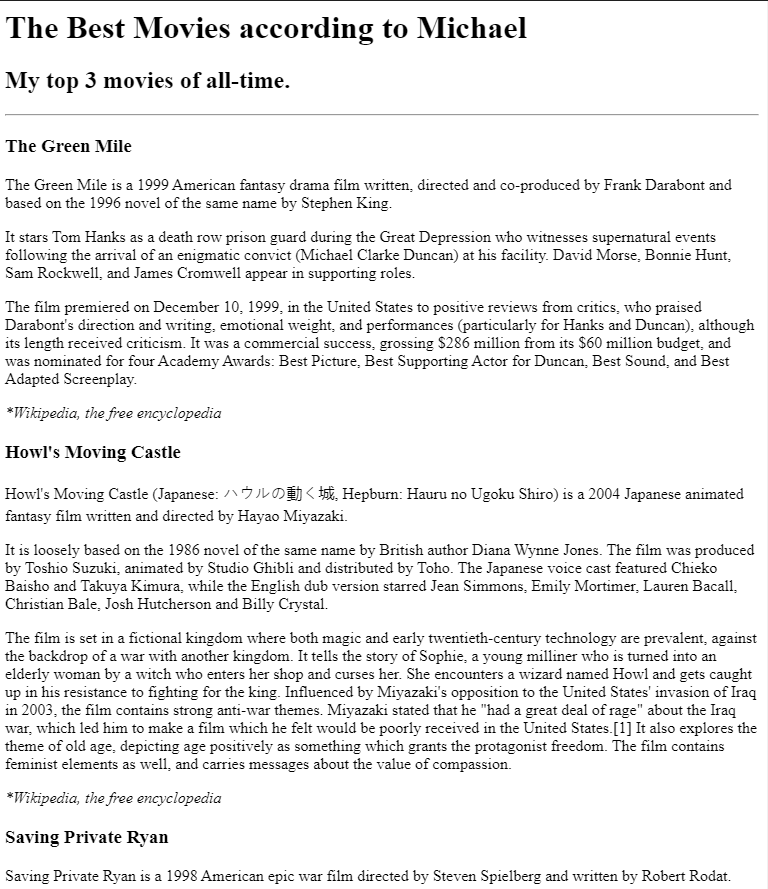 The Best Movies according to Michael
My top 3 movies of all-time.
The Green Mile
The Green Mile is a 1999 American fantasy drama film written, directed and co-produced by Frank Darabont and
based on the 1996 novel of the same name by Stephen King.
It stars Tom Hanks as a death row prison guard during the Great Depression who witnesses supernatural events
following the arrival of an enigmatic convict (Michael Clarke Duncan) at his facility. David Morse, Bonnie Hunt,
Sam Rockwell, and James Cromwell appear in supporting roles.
The film premiered on December 10, 1999, in the United States to positive reviews from critics, who praised
Darabont's direction and writing, emotional weight, and performances (particularly for Hanks and Duncan), although
its length received criticism. It was a commercial success, grossing $286 million from its $60 million budget, and
was nominated for four Academy Awards: Best Picture, Best Supporting Actor for Duncan, Best Sound, and Best
Adapted Screenplay.
*Wikipedia, the free encyclopedia
Howl's Moving Castle
Howl's Moving Castle (Japanese: ハウルの動く城, Hepburn: Hauru no Ugoku Shiro) is a 2004 Japanese animated
fantasy film written and directed by Hayao Miyazaki.
It is loosely based on the 1986 novel of the same name by British author Diana Wynne Jones. The film was produced
by Toshio Suzuki, animated by Studio Ghibli and distributed by Toho. The Japanese voice cast featured Chieko
Baisho and Takuya Kimura, while the English dub version starred Jean Simmons, Emily Mortimer, Lauren Bacall,
Christian Bale, Josh Hutcherson and Billy Crystal.
The film is set in a fictional kingdom where both magic and early twentieth-century technology are prevalent, against
the backdrop of a war with another kingdom. It tells the story of Sophie, a young milliner who is turned into an
elderly woman by a witch who enters her shop and curses her. She encounters a wizard named Howl and gets caught
up in his resistance to fighting for the king. Influenced by Miyazaki's opposition to the United States' invasion of Iraq
in 2003, the film contains strong anti-war themes. Miyazaki stated that he "had a great deal of rage" about the Iraq
war, which led him to make a film which he felt would be poorly received in the United States.[1] It also explores the
theme of old age, depicting age positively as something which grants the protagonist freedom. The film contains
feminist elements as well, and carries messages about the value of compassion.
*Wikipedia, the free encyclopedia
Saving Private Ryan
Saving Private Ryan is a 1998 American epic war film directed by Steven Spielberg and written by Robert Rodat.